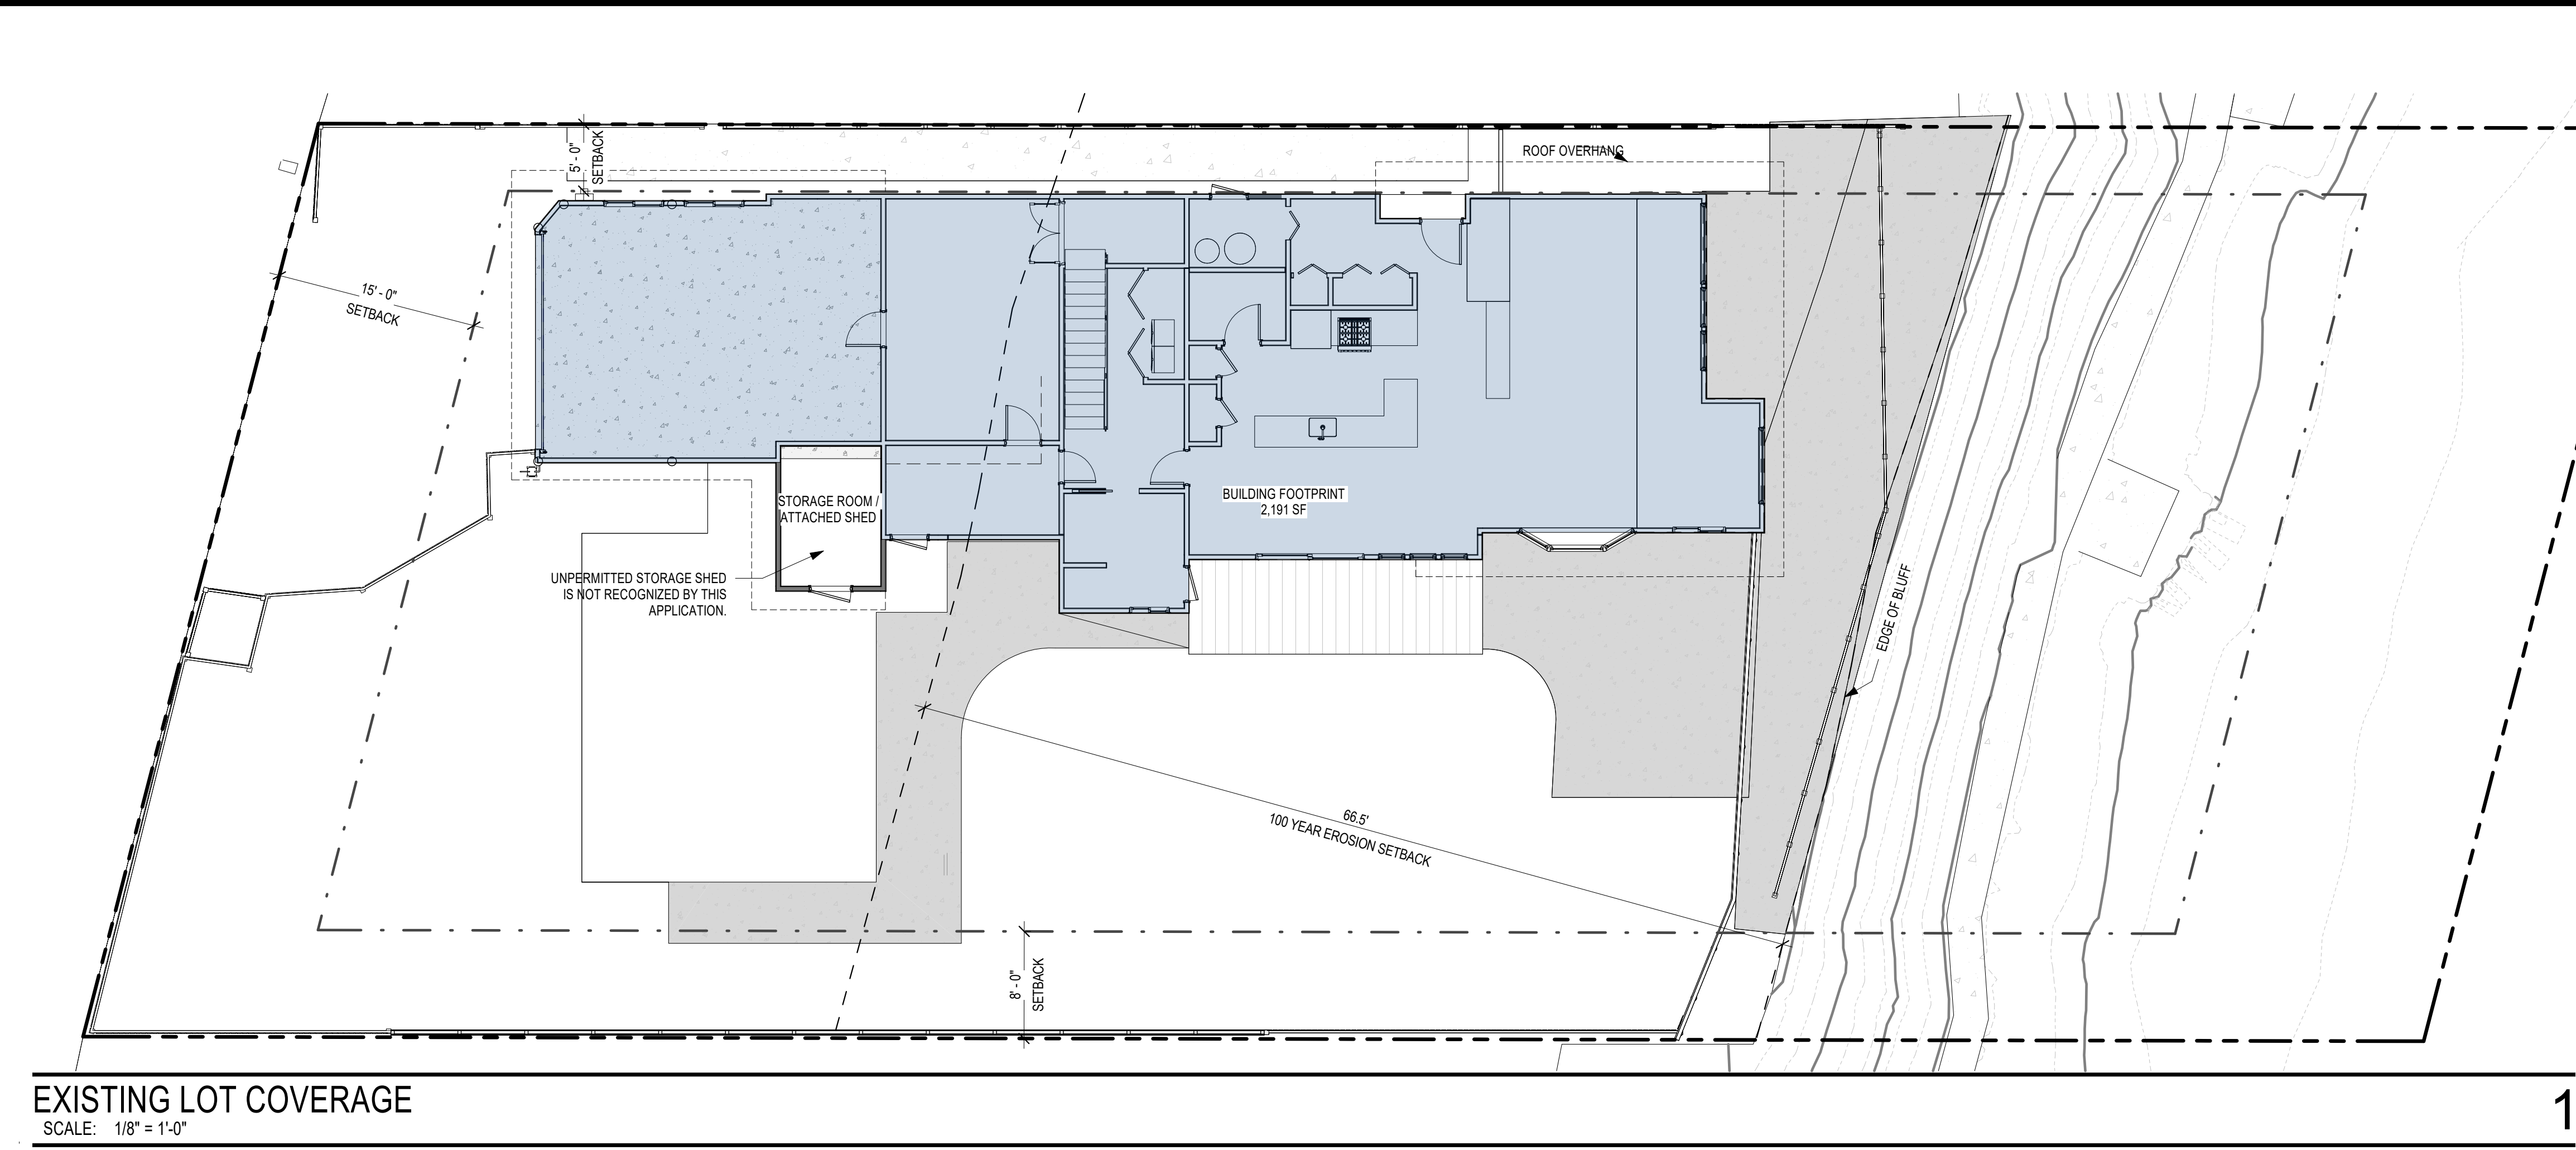 5' - 0"
SETBACK
ROOF OVERHANG
15' - 0"
SETBACK
STORAGE ROOM /
ATTACHED SHED
BUILDING FOOTPRINT
2,191 SF
UNPERMITTED STORAGE SHED
IS NOT RECOGNIZED BY THIS
APPLICATION.
EDGE OF BLUFF
66.5'
100 YEAR EROSION SETBACK
8' - 0"
SETBACK
EXISTING LOT COVERAGE
SCALE: 1/8" = 1'-0"
1